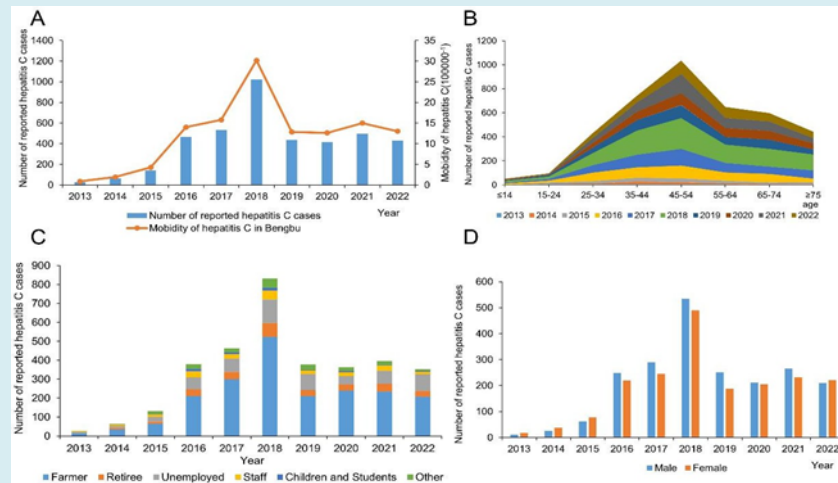 A
Number of reported hepatitis C cases
1400
1200
1000
800
600
400
200
0
35
30
25
20
15
10
5
0
Mobidity of hepatitis C(100000⁻¹)
2013 2014 2015 2016 2017 2018 2019 2020 2021 2022
Year
Number of reported hepatitis C cases
Mobidity of hepatitis C in Bengbu
B
Number of reported hepatitis C cases
1200
1000
800
600
400
200
0
≤14 15-24 25-34 35-44 45-54 55-64 65-74 ≥75
age
2013 2014 2015 2016 2017 2018 2019 2020 2021 2022
C
Number of reported hepatitis C cases
900
800
700
600
500
400
300
200
100
0
2013 2014 2015 2016 2017 2018 2019 2020 2021 2022
Year
Farmer Retiree Unemployed Staff Children and Students Other
D
Number of reported hepatitis C cases
600
500
400
300
200
100
0
2013 2014 2015 2016 2017 2018 2019 2020 2021 2022
Male Female
Year